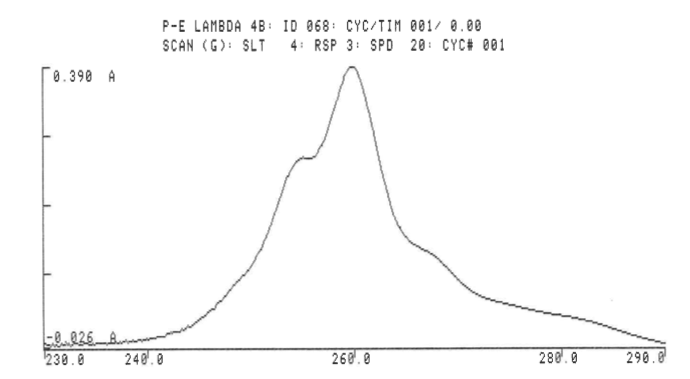 P-E LAMBDA 4B: ID 068: CYC/TIM 001/ 0.00
SCAN (G): SLT 4: RSP 3: SPD 20: CYC# 001
0.390 A
-0.026 A
230.0 240.0 260.0 280.0 290.0